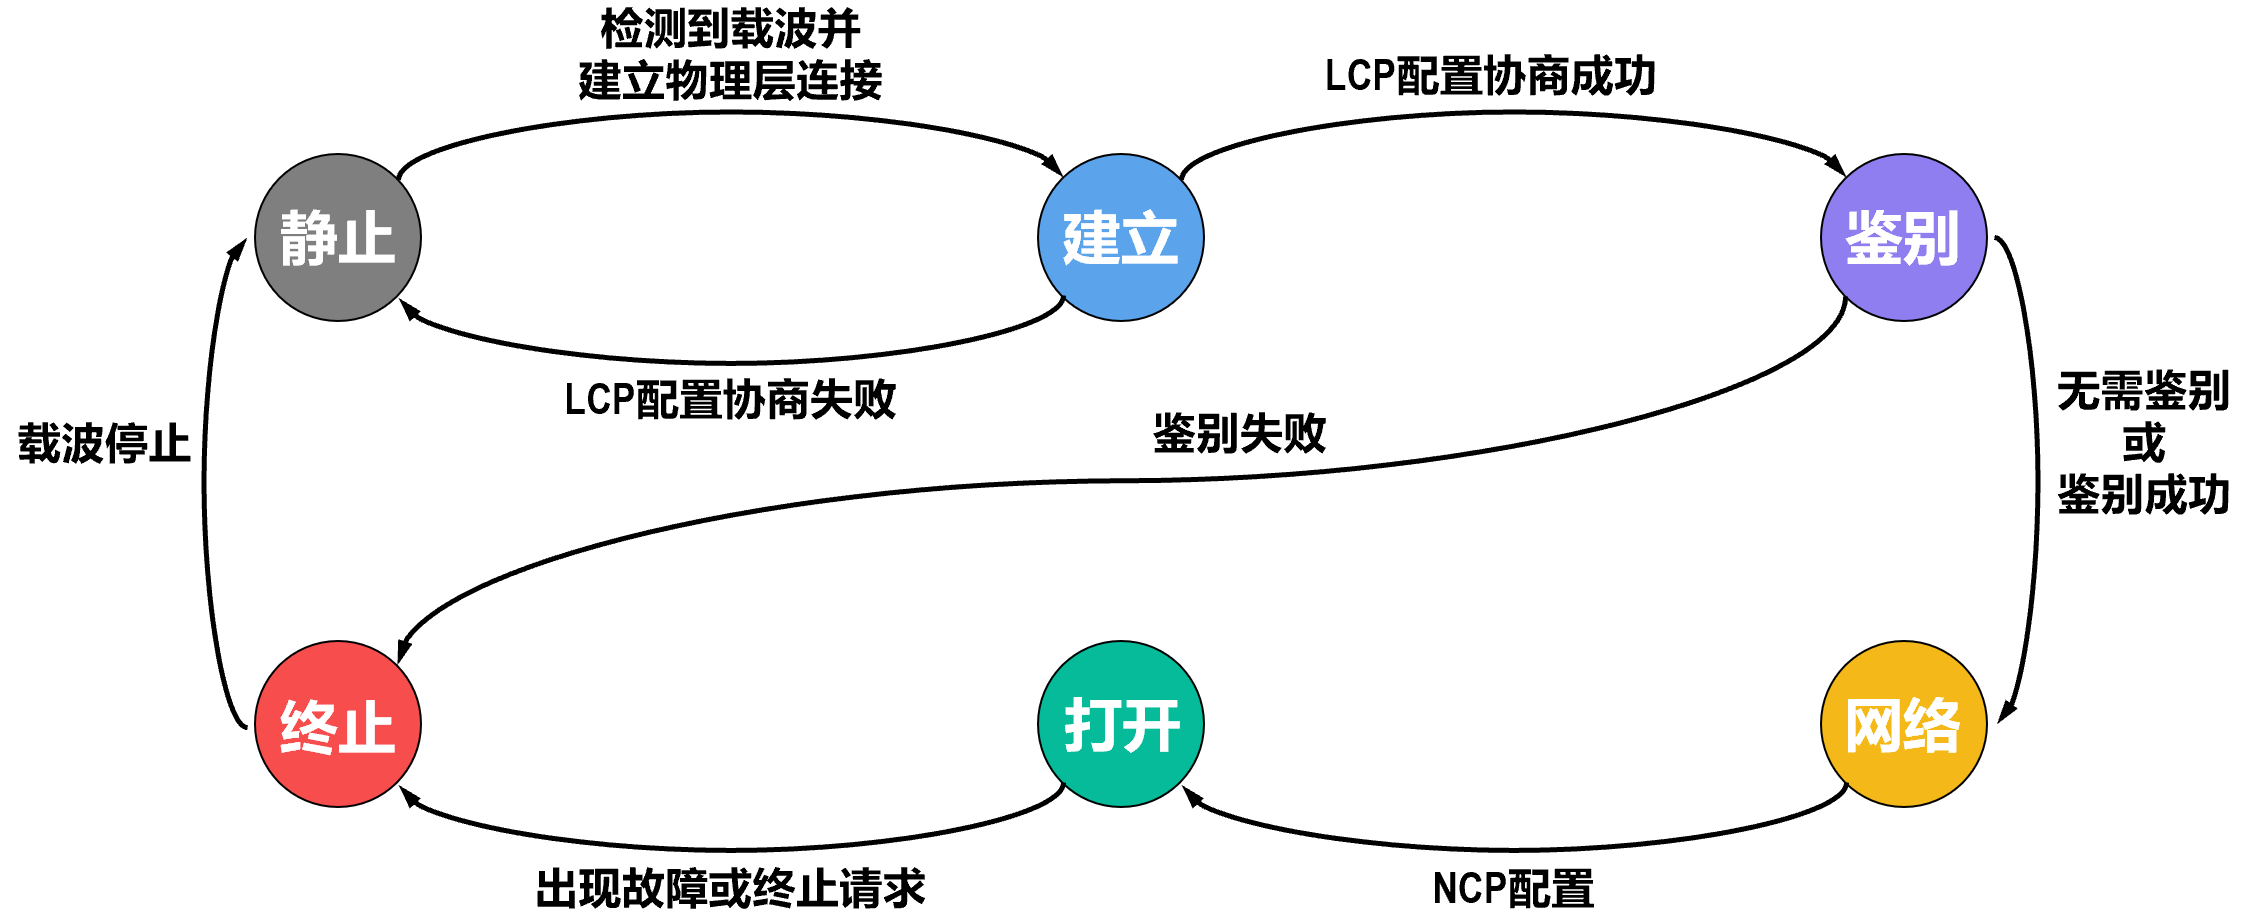 检测到载波并
建立物理层连接
LCP配置协商成功
静止
建立
鉴别
LCP配置协商失败
载波停止
鉴别失败
无需鉴别
或
鉴别成功
终止
打开
网络
出现故障或终止请求
NCP配置